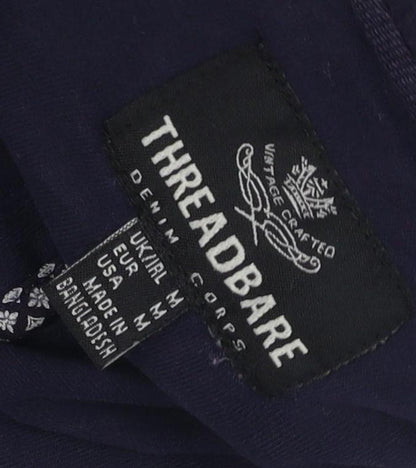 VINTAGE CRAFTED
THREADBARE
DENIM CORPS
UK/IRL M
EUR M
USA M
MADE IN
BANGLADESH